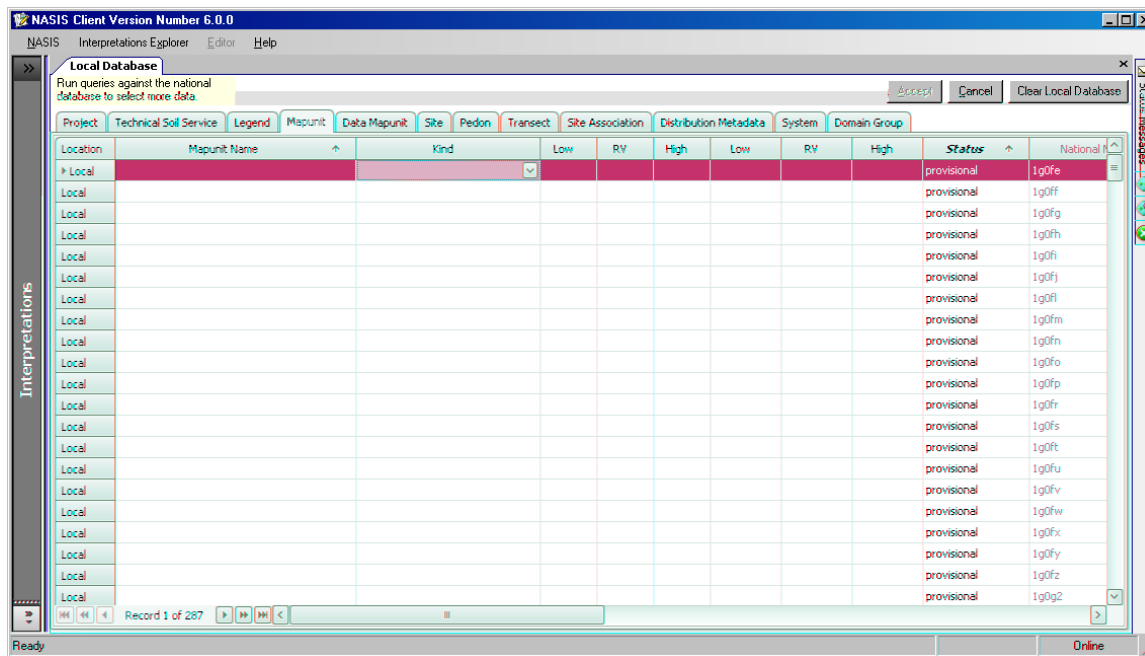 NASIS Client Version Number 6.0.0
NASIS Interpretations Explorer Editor Help
Local Database
Run queries against the national
database to select more data.
Accept Cancel Clear Local Database
Project Technical Soil Service Legend Mapunit Data Mapunit Site Pedon Transect Site Association Distribution Metadata System Domain Group
Location Mapunit Name Kind Low RV High Low RV High Status National
Local provisional 1g0fe
Local provisional 1g0ff
Local provisional 1g0fg
Local provisional 1g0fh
Local provisional 1g0fi
Local provisional 1g0fj
Local provisional 1g0fl
Local provisional 1g0fm
Local provisional 1g0fn
Local provisional 1g0fo
Local provisional 1g0fp
Local provisional 1g0fr
Local provisional 1g0fs
Local provisional 1g0ft
Local provisional 1g0fu
Local provisional 1g0fv
Local provisional 1g0fw
Local provisional 1g0fx
Local provisional 1g0fy
Local provisional 1g0fz
Local provisional 1g0g2
Record 1 of 287
Interpretations
messages
Ready Online